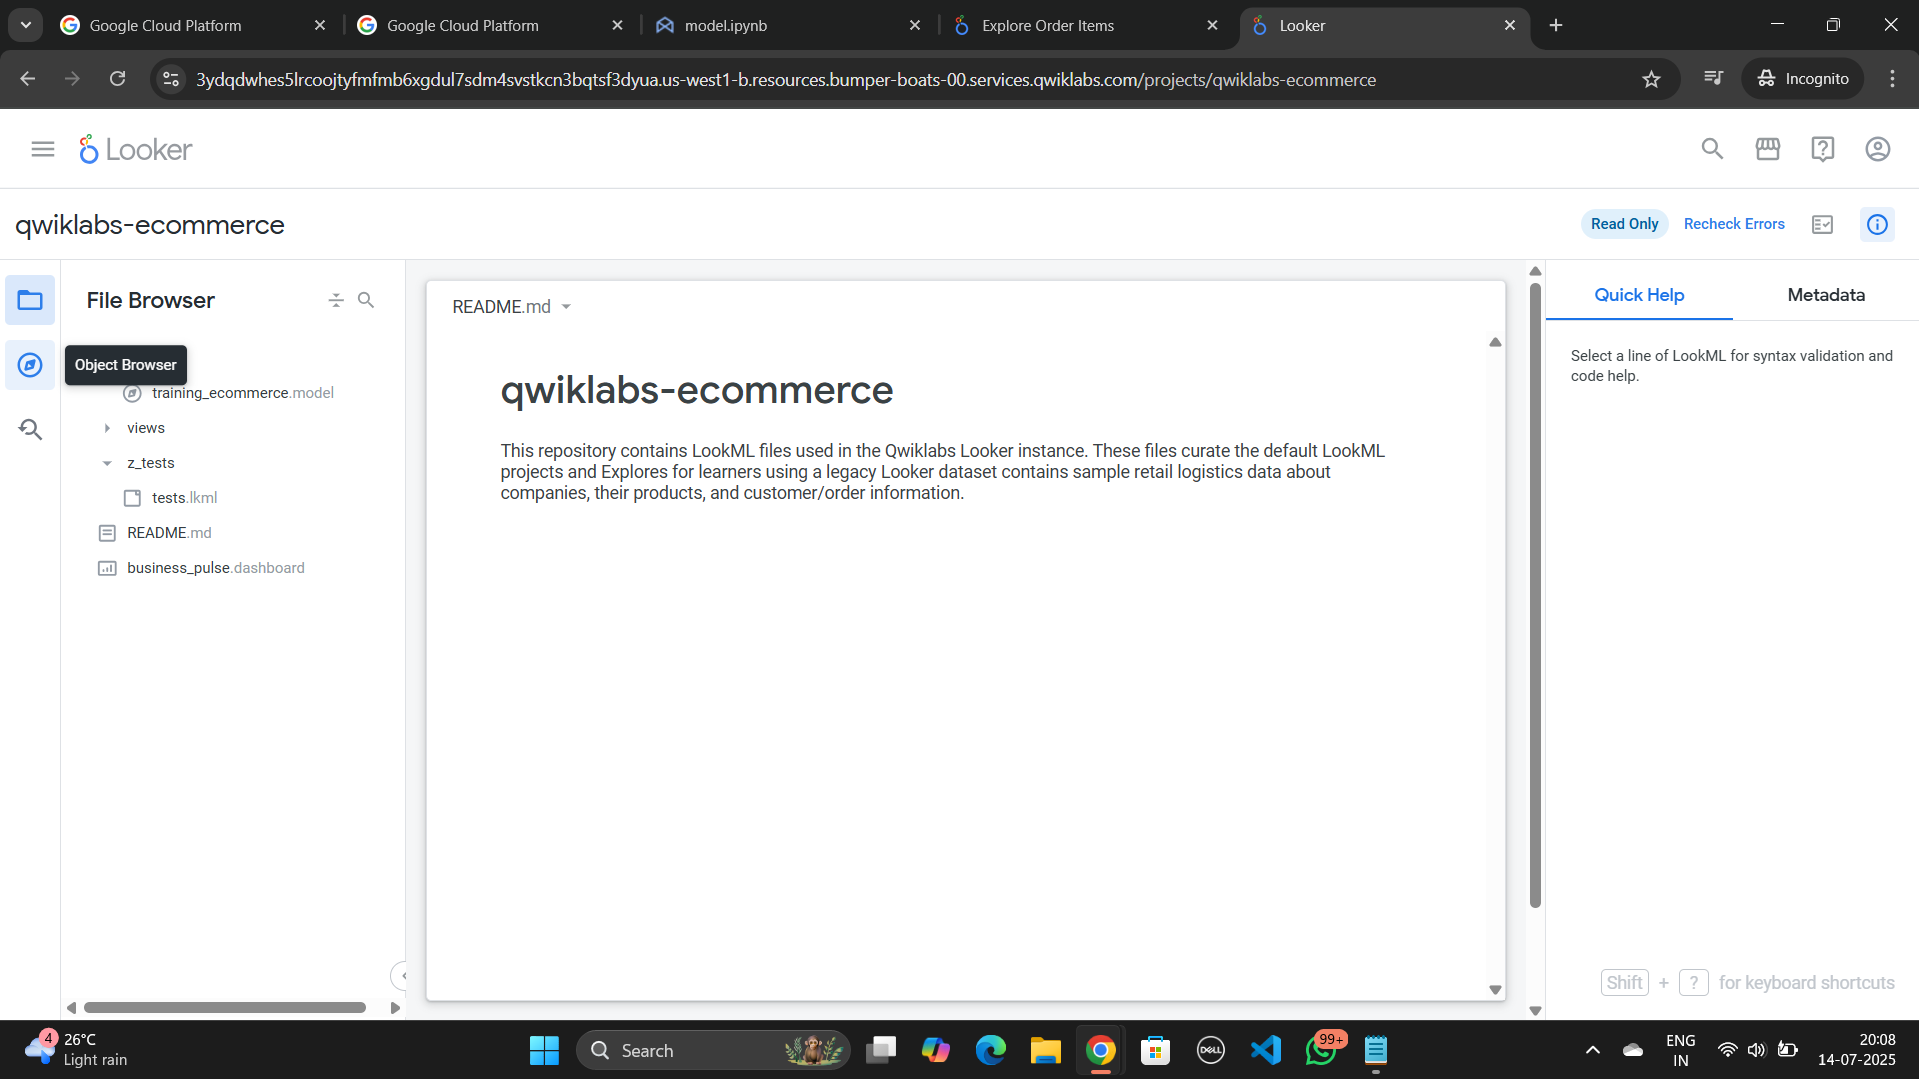 Google Cloud Platform
Google Cloud Platform
model.ipynb
Explore Order Items
Looker
3ydqdwhes5lrcoojtyfmfmb6xgdul7sdm4svstkcn3bqtsf3dyua.us-west1-b.resources.bumper-boats-00.services.qwiklabs.com/projects/qwiklabs-ecommerce
Incognito
Looker
qwiklabs-ecommerce
Read Only
Recheck Errors
File Browser
Object Browser
training_ecommerce.model
views
z_tests
tests.lkml
README.md
business_pulse.dashboard
README.md
qwiklabs-ecommerce
This repository contains LookML files used in the Qwiklabs Looker instance. These files curate the default LookML
projects and Explores for learners using a legacy Looker dataset contains sample retail logistics data about
companies, their products, and customer/order information.
Quick Help
Metadata
Select a line of LookML for syntax validation and
code help.
Shift + ? for keyboard shortcuts
4
26°C
Light rain
Search
DELL
99+
ENG
IN
20:08
14-07-2025